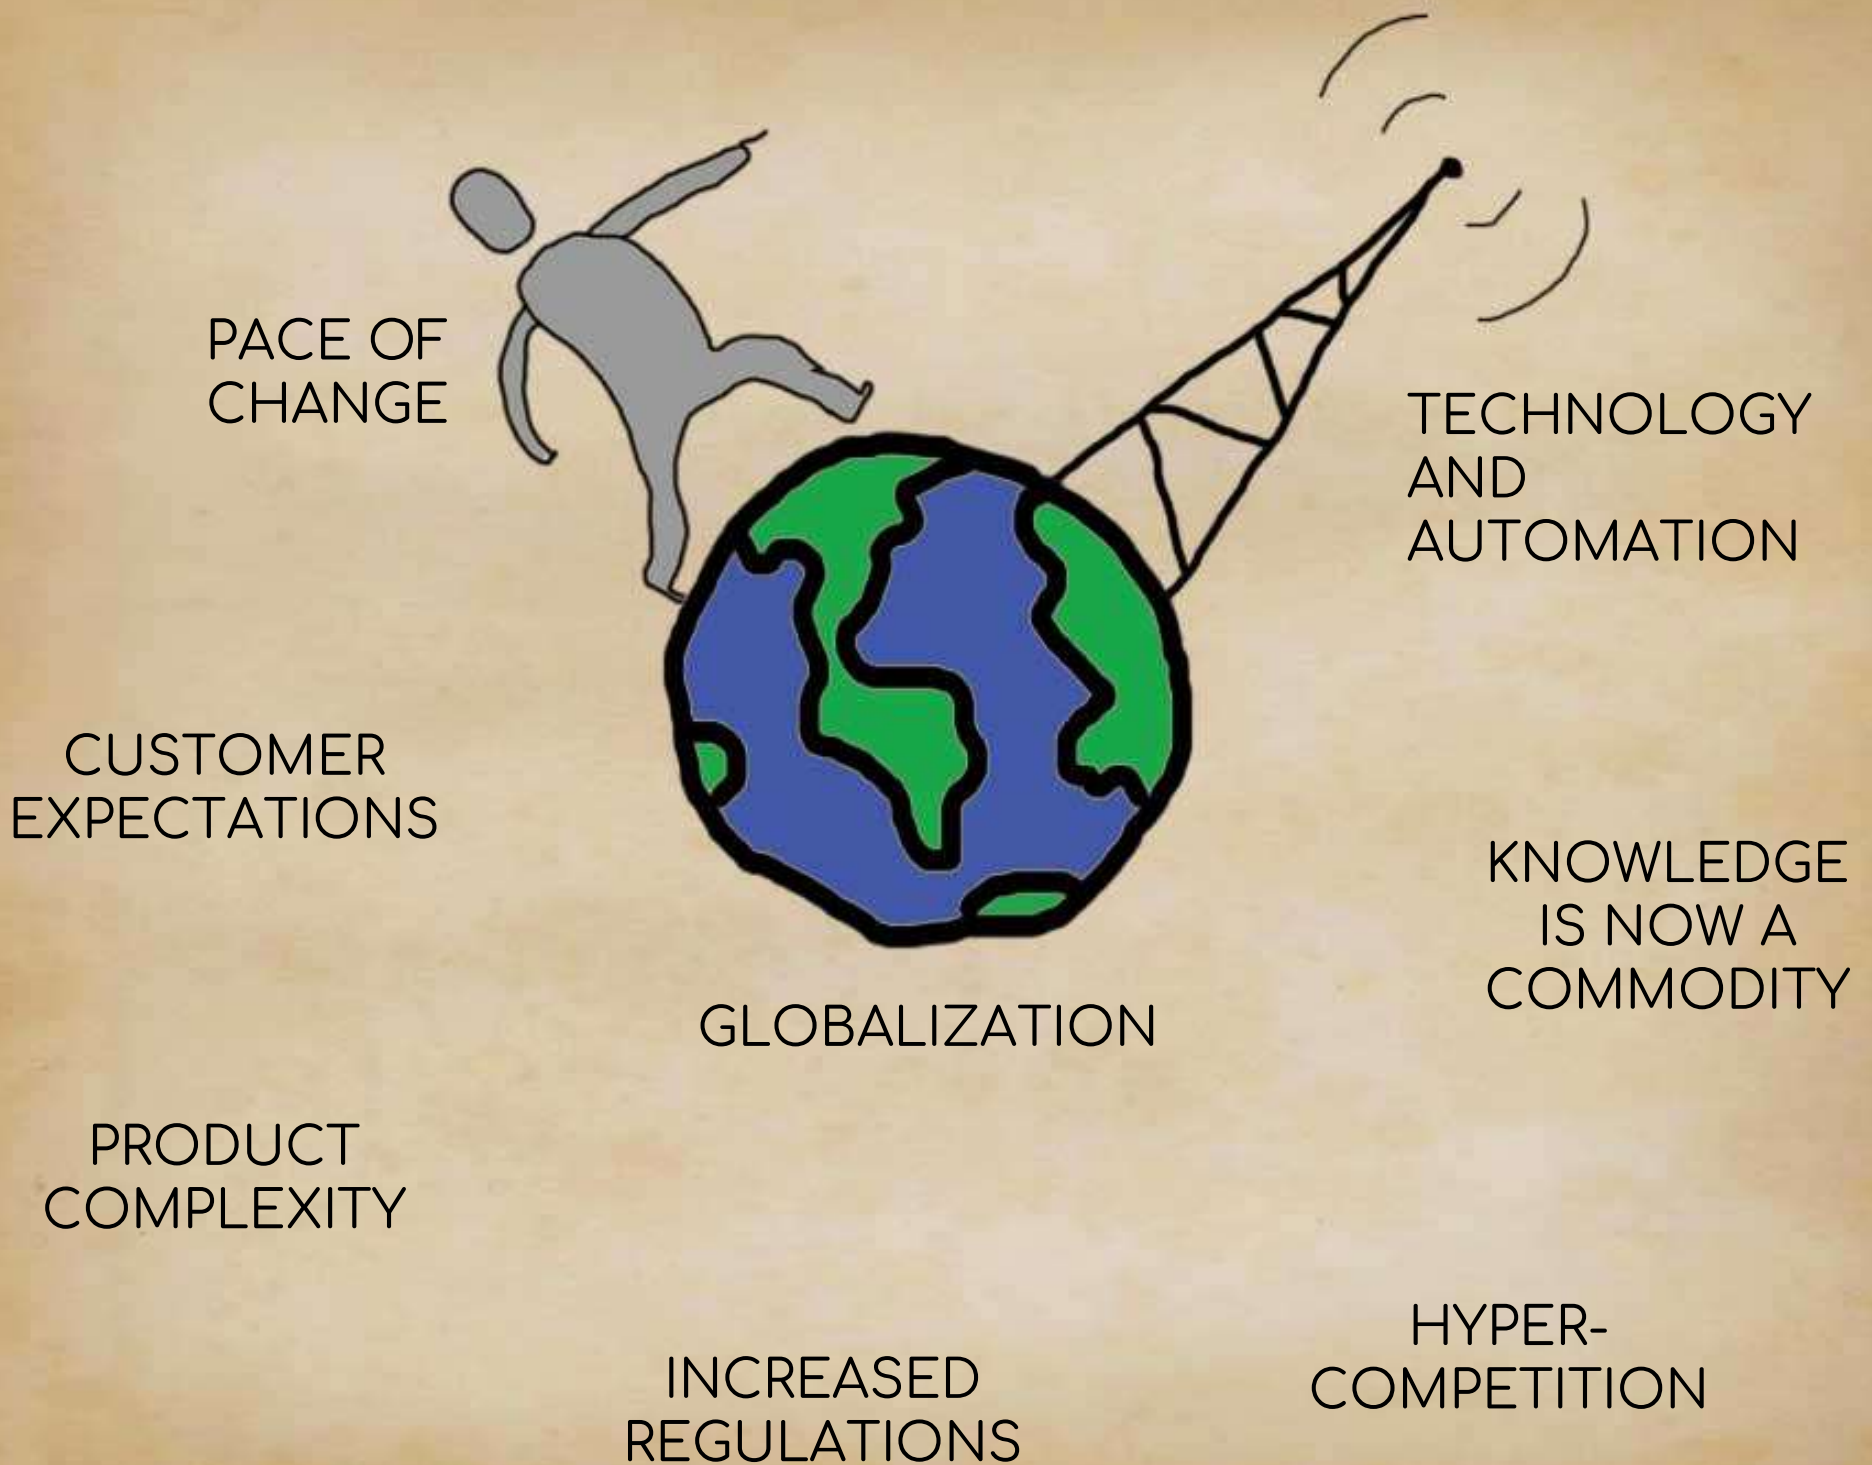 PACE OF
CHANGE
TECHNOLOGY
AND
AUTOMATION
CUSTOMER
EXPECTATIONS
KNOWLEDGE
IS NOW A
COMMODITY
GLOBALIZATION
PRODUCT
COMPLEXITY
HYPER-
COMPETITION
INCREASED
REGULATIONS